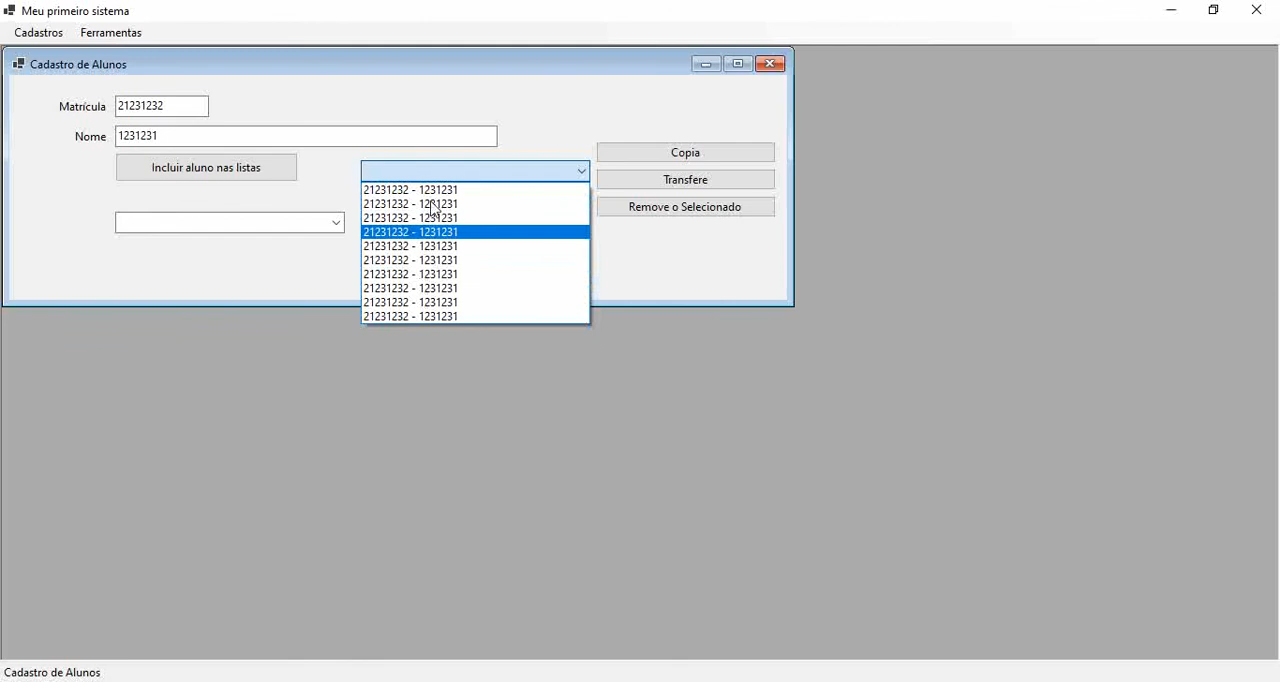 Meu primeiro sistema
Cadastros Ferramentas
Cadastro de Alunos
Matrícula 21231232
Nome 1231231
Incluir aluno nas listas
Copia
Transfere
Remove o Selecionado
21231232 - 1231231
21231232 - 1231231
21231232 - 1231231
21231232 - 1231231
21231232 - 1231231
21231232 - 1231231
21231232 - 1231231
21231232 - 1231231
21231232 - 1231231
21231232 - 1231231
Cadastro de Alunos